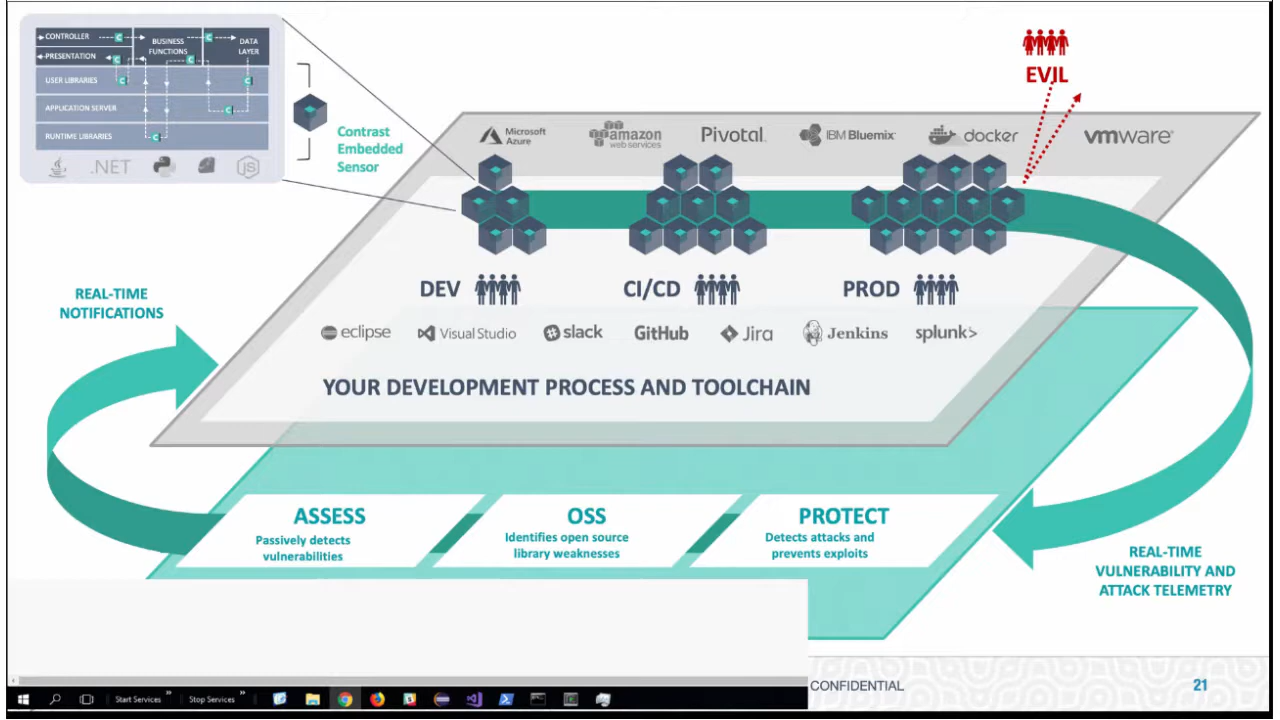 CONTROLLER
PRESENTATION
BUSINESS
FUNCTIONS
DATA
LAYER
USER LIBRARIES
APPLICATION SERVER
RUNTIME LIBRARIES
.NET
JS
Contrast
Embedded
Sensor
EVIL
Microsoft
Azure
amazon
web services
Pivotal
IBM Bluemix
docker
vmware
DEV
CI/CD
PROD
REAL-TIME
NOTIFICATIONS
eclipse
Visual Studio
slack
GitHub
Jira
Jenkins
splunk>
YOUR DEVELOPMENT PROCESS AND TOOLCHAIN
ASSESS
Passively detects
vulnerabilities
OSS
Identifies open source
library weaknesses
PROTECT
Detects attacks and
prevents exploits
REAL-TIME
VULNERABILITY AND
ATTACK TELEMETRY
CONFIDENTIAL
21
Start Services
Stop Services